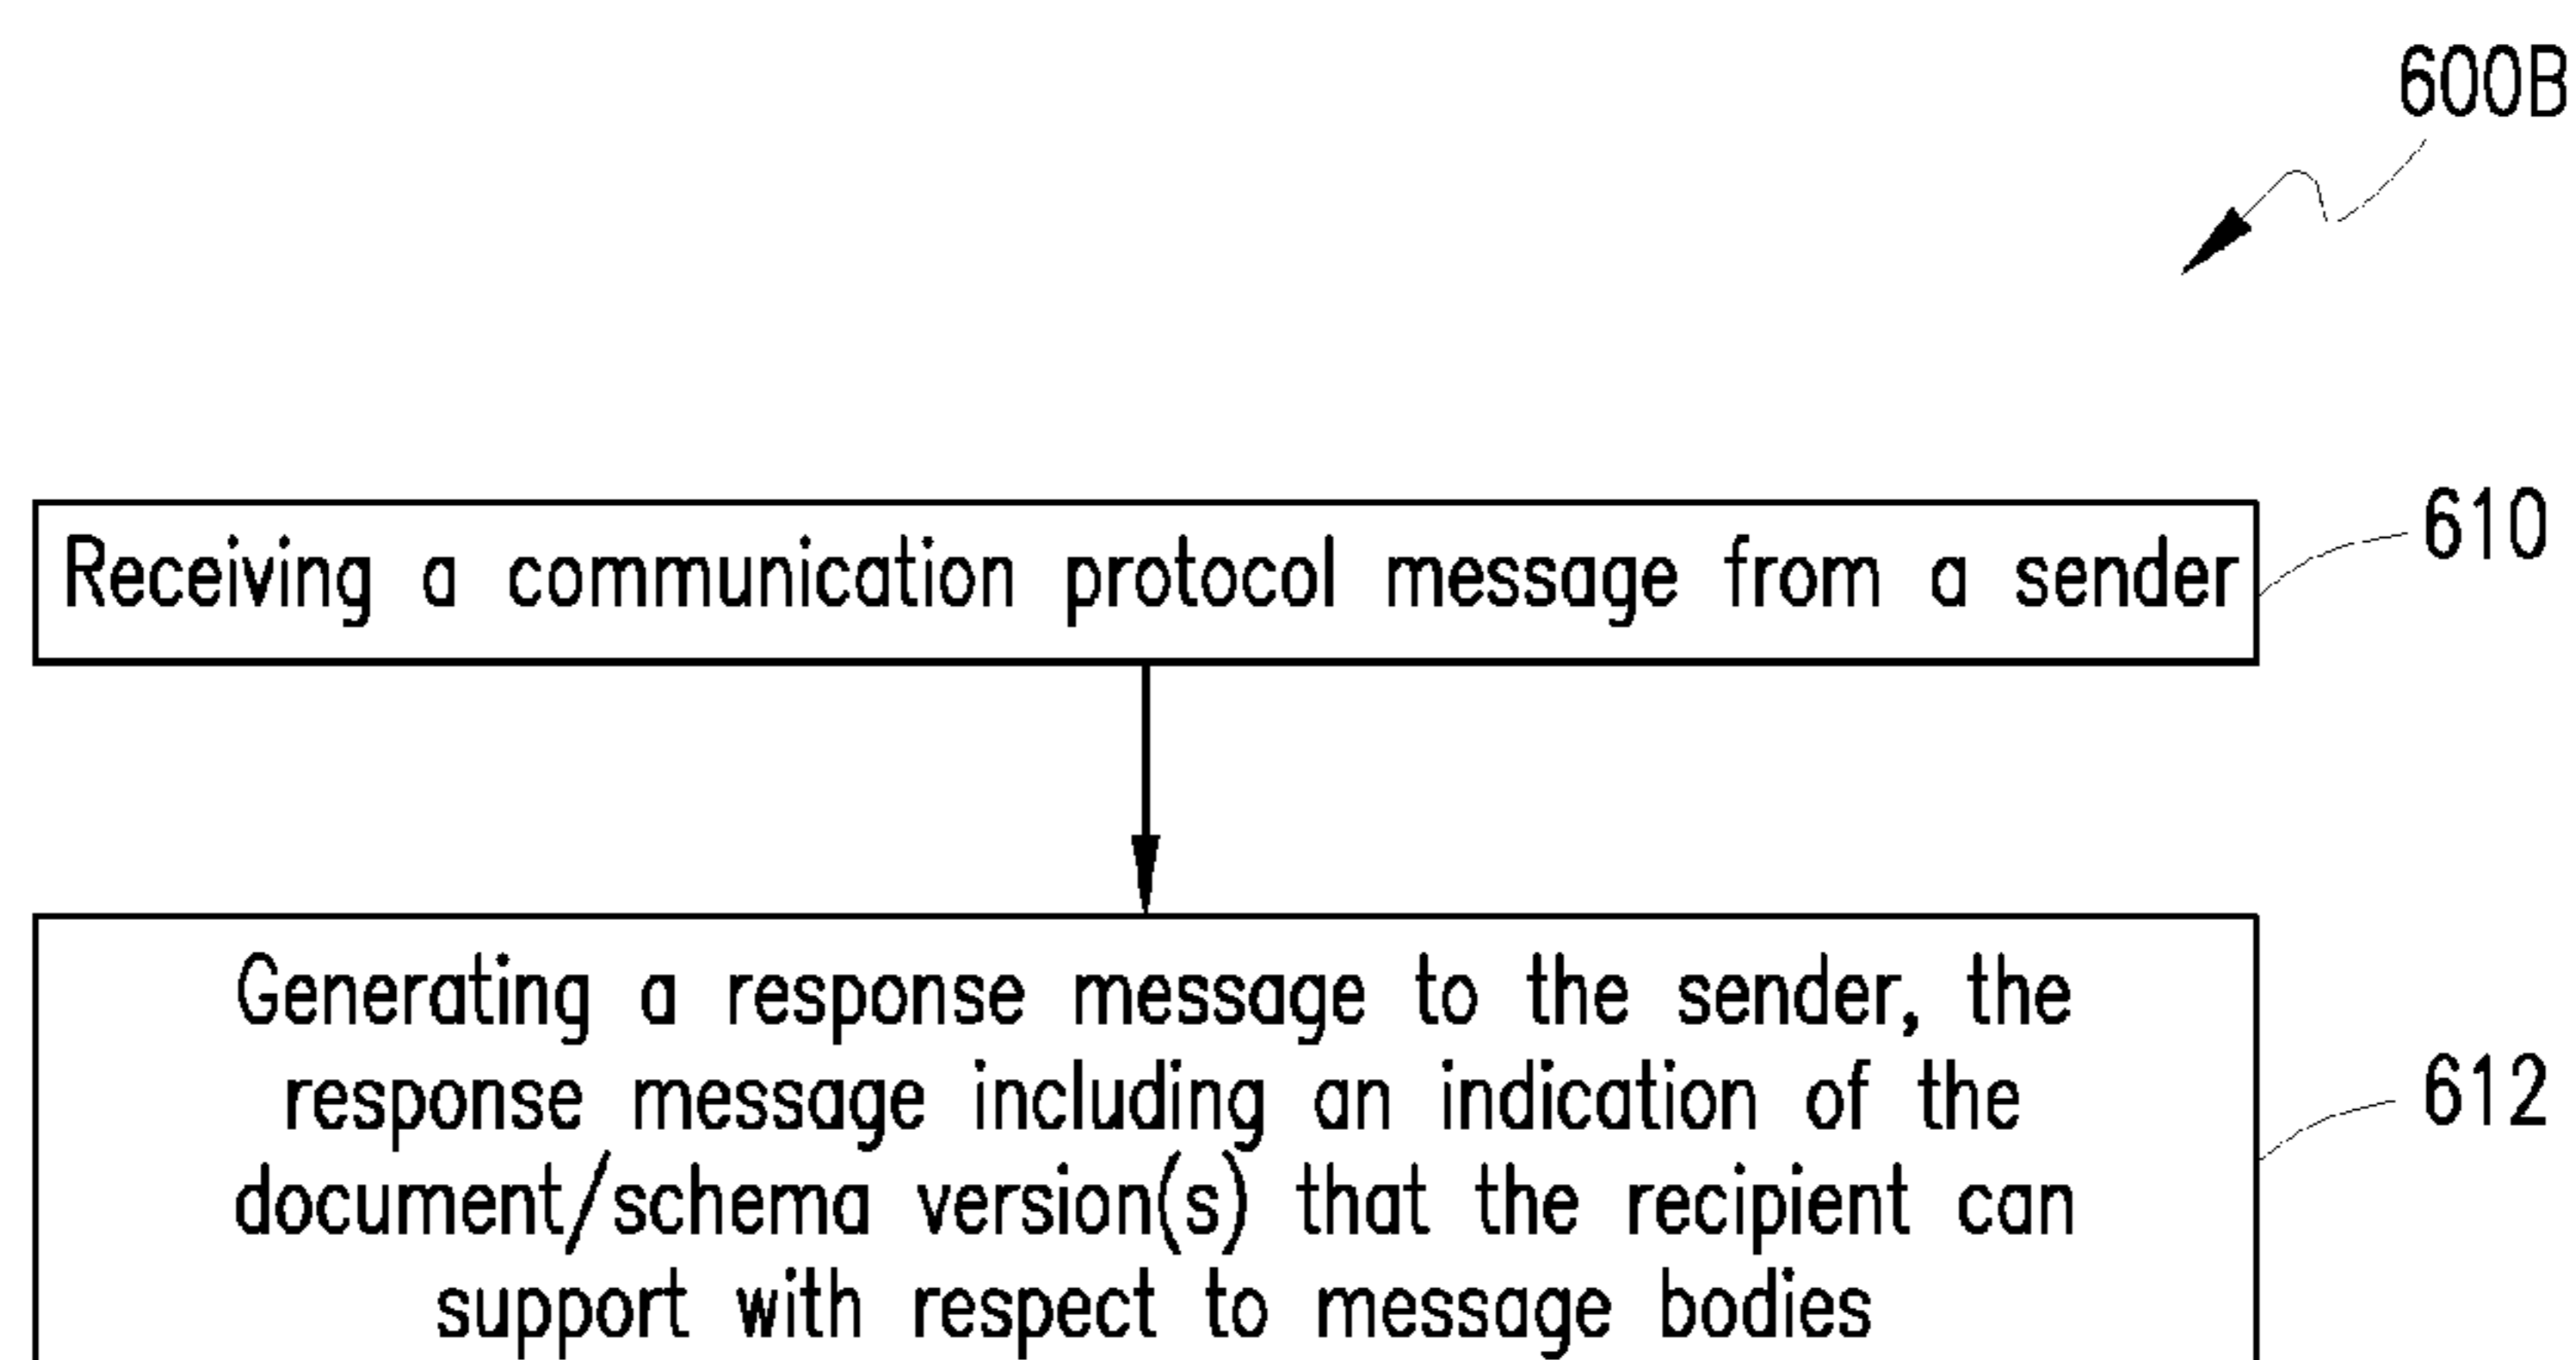 600B
Receiving a communication protocol message from a sender
610
Generating a response message to the sender, the
response message including an indication of the
document/schema version(s) that the recipient can
support with respect to message bodies
612